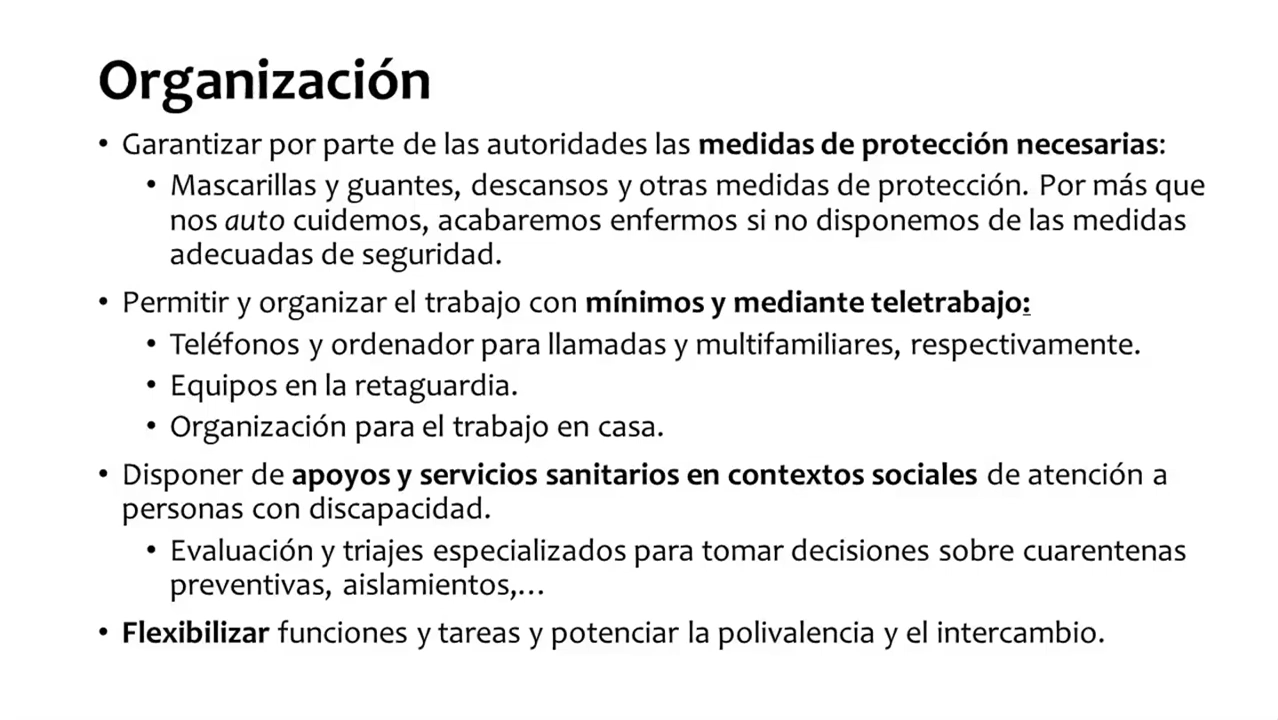 Organización
• Garantizar por parte de las autoridades las medidas de protección necesarias:
• Mascarillas y guantes, descansos y otras medidas de protección. Por más que
nos auto cuidemos, acabaremos enfermos si no disponemos de las medidas
adecuadas de seguridad.
• Permitir y organizar el trabajo con mínimos y mediante teletrabajo:
• Teléfonos y ordenador para llamadas y multifamiliares, respectivamente.
• Equipos en la retaguardia.
• Organización para el trabajo en casa.
• Disponer de apoyos y servicios sanitarios en contextos sociales de atención a
personas con discapacidad.
• Evaluación y triajes especializados para tomar decisiones sobre cuarentenas
preventivas, aislamientos,…
• Flexibilizar funciones y tareas y potenciar la polivalencia y el intercambio.